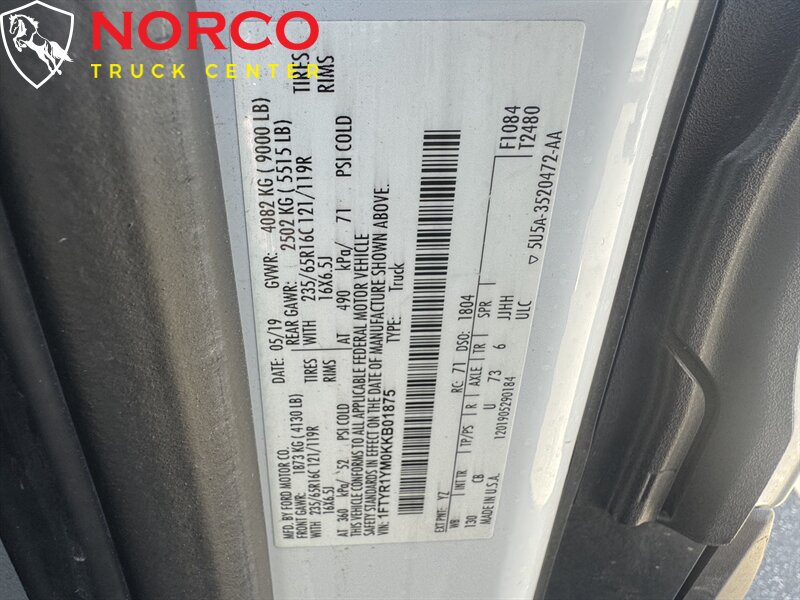 NORCO
TRUCK CENTER
MFD. BY FORD MOTOR CO.
DATE: 05/19 GVWR: 4082 KG ( 9000 LB)
FRONT GAWR: 1873 KG ( 4130 LB) REAR GAWR: 2502 KG ( 5515 LB)
WITH 235/65R16C 121/119R TIRES WITH 235/65R16C 121/119R TIRES
16X6.5J RIMS 16X6.5J RIMS
AT 360 kPa/ 52 PSI COLD AT 490 kPa/ 71 PSI COLD
THIS VEHICLE CONFORMS TO ALL APPLICABLE FEDERAL MOTOR VEHICLE
SAFETY STANDARDS IN EFFECT ON THE DATE OF MANUFACTURE SHOWN ABOVE.
VIN: 1FTYR1YM0KKB01875 TYPE: Truck
EXT PNT: YZ RC: 71 DSO: 1804
WB INT TR TP/PS R AXLE TR SPR
130 CB U 73 6 JJHH
MADE IN U.S.A. 1201905290184 ULC
F1084
T2480
▽ 5U5A-3520472-AA